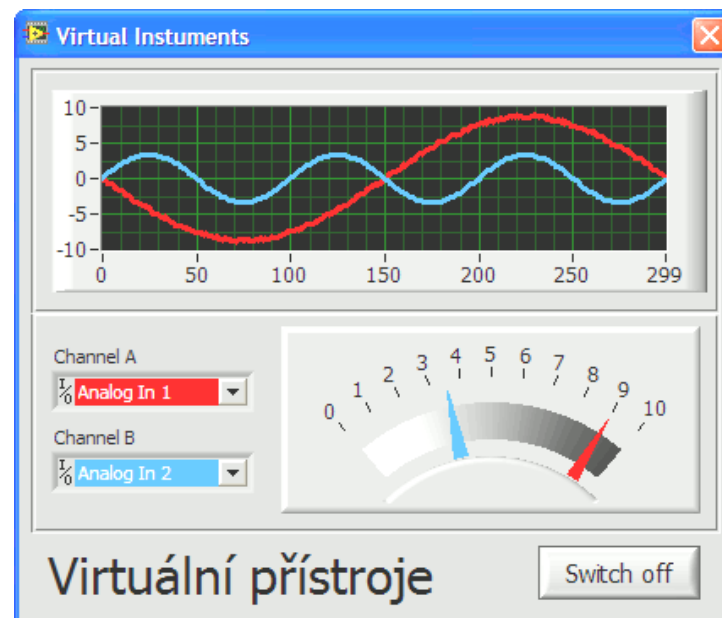 Virtual Instuments
10
5
0
-5
-10
0 50 100 150 200 250 299
Channel A
I/O Analog In 1
Channel B
I/O Analog In 2
0 1 2 3 4 5 6 7 8 9 10
Virtuální přístroje
Switch off